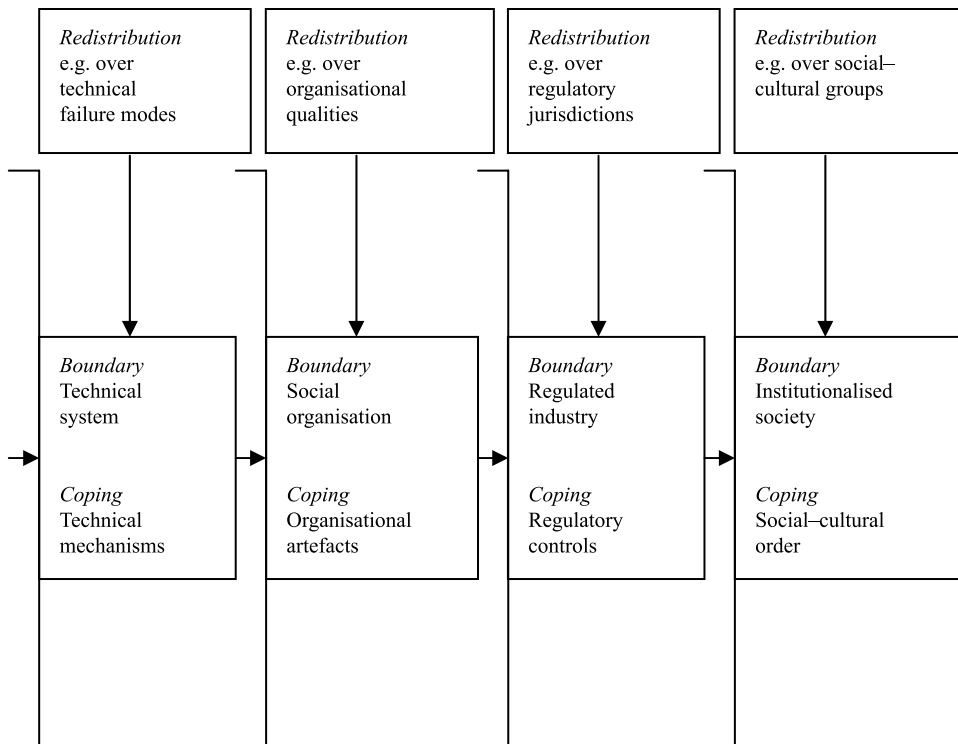 Redistribution
e.g. over
technical
failure modes
Redistribution
e.g. over
organisational
qualities
Redistribution
e.g. over
regulatory
jurisdictions
Redistribution
e.g. over social–
cultural groups
Boundary
Technical
system
Coping
Technical
mechanisms
Boundary
Social
organisation
Coping
Organisational
artefacts
Boundary
Regulated
industry
Coping
Regulatory
controls
Boundary
Institutionalised
society
Coping
Social–cultural
order